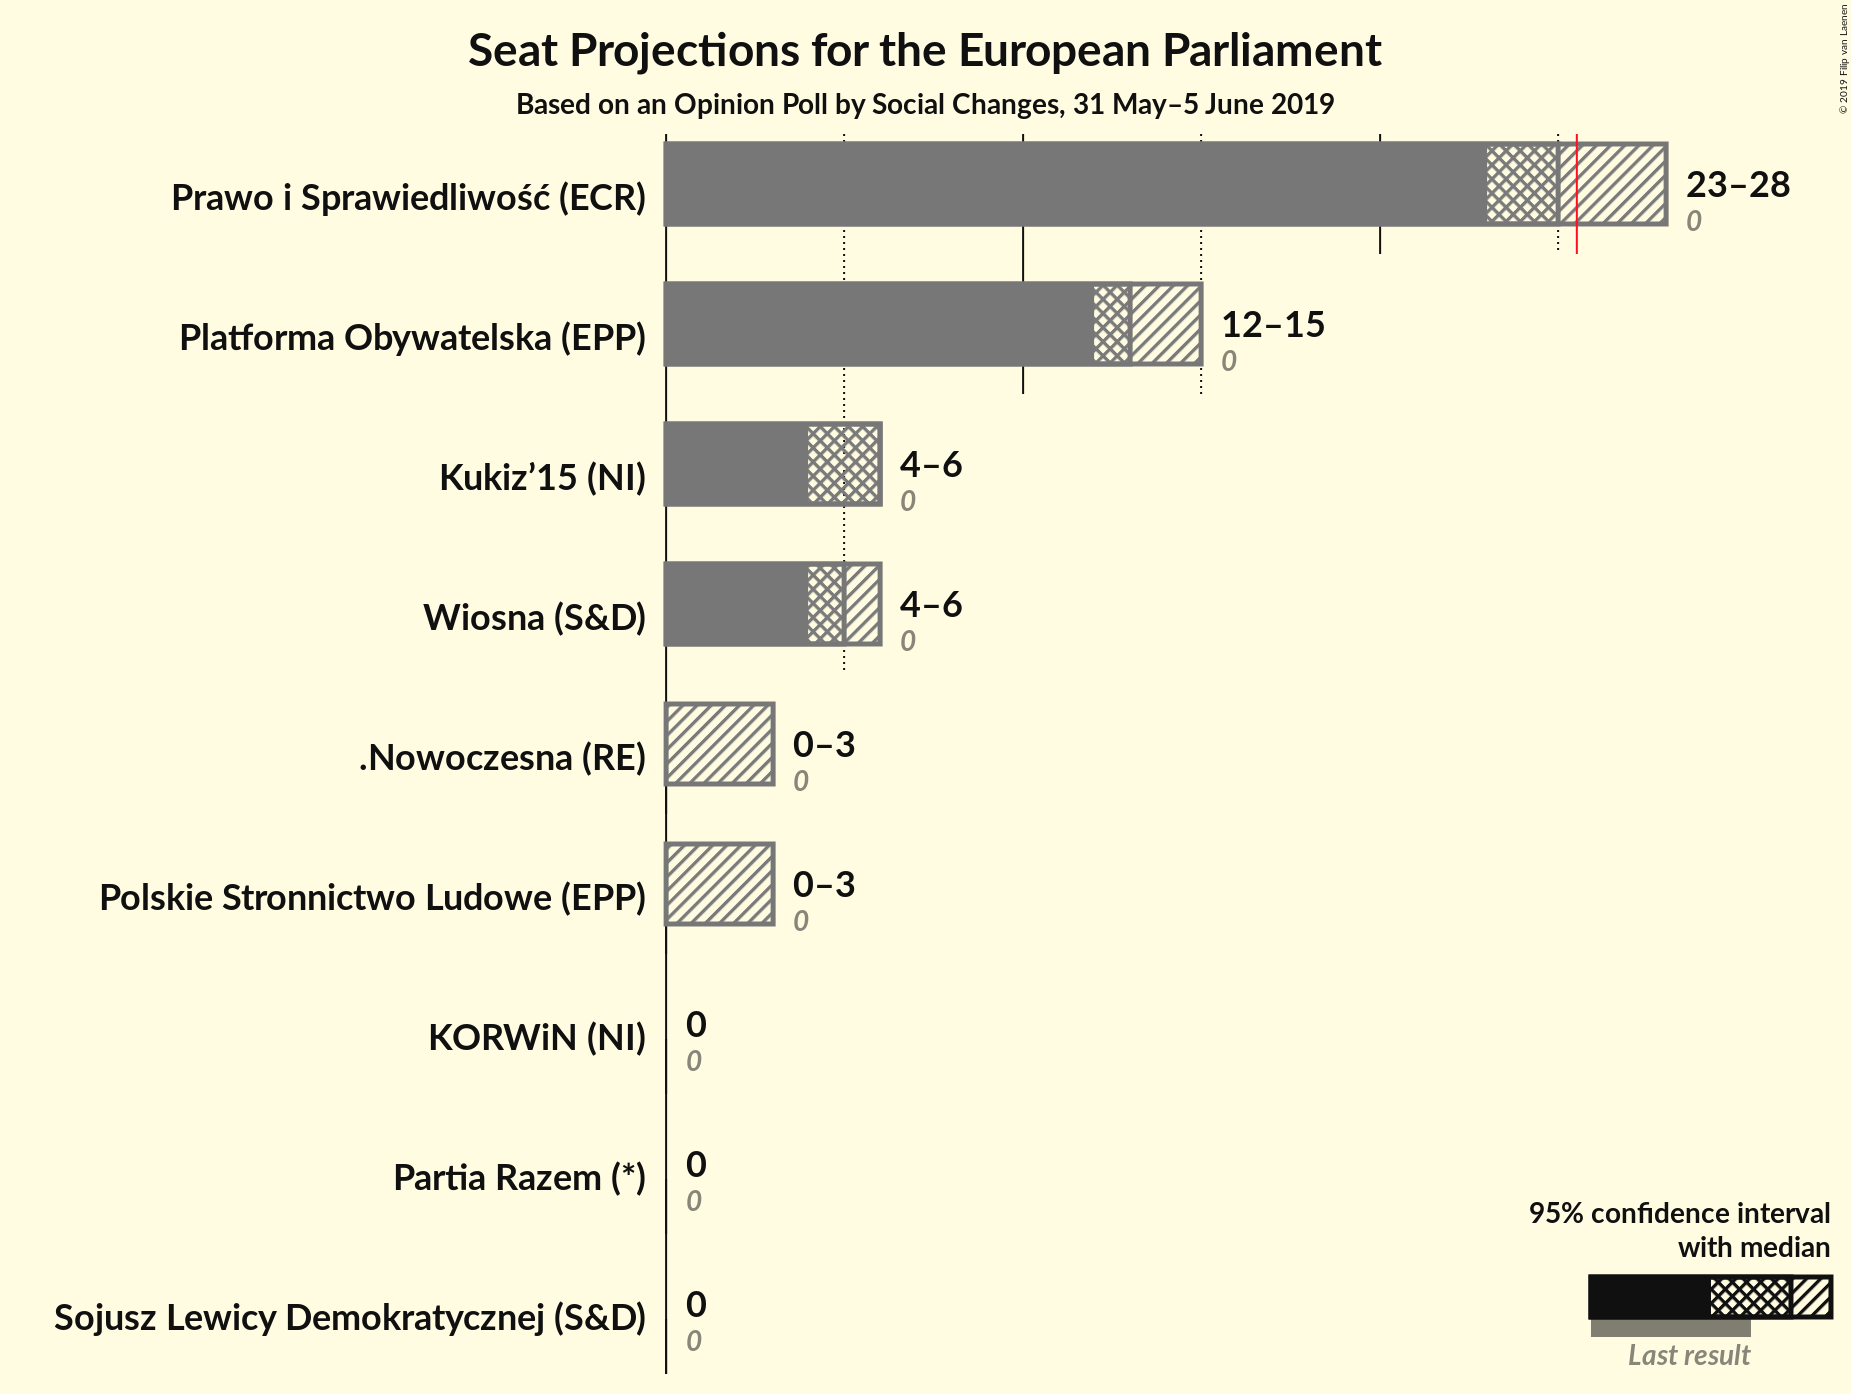 Seat Projections for the European Parliament
Based on an Opinion Poll by Social Changes, 31 May–5 June 2019
© 2019 Filip van Laenen
Prawo i Sprawiedliwość (ECR)
23–28
0
Platforma Obywatelska (EPP)
12–15
0
Kukiz’15 (NI)
4–6
0
Wiosna (S&D)
4–6
0
.Nowoczesna (RE)
0–3
0
Polskie Stronnictwo Ludowe (EPP)
0–3
0
KORWiN (NI)
0
0
Partia Razem (*)
0
0
Sojusz Lewicy Demokratycznej (S&D)
0
0
95% confidence interval
with median
Last result